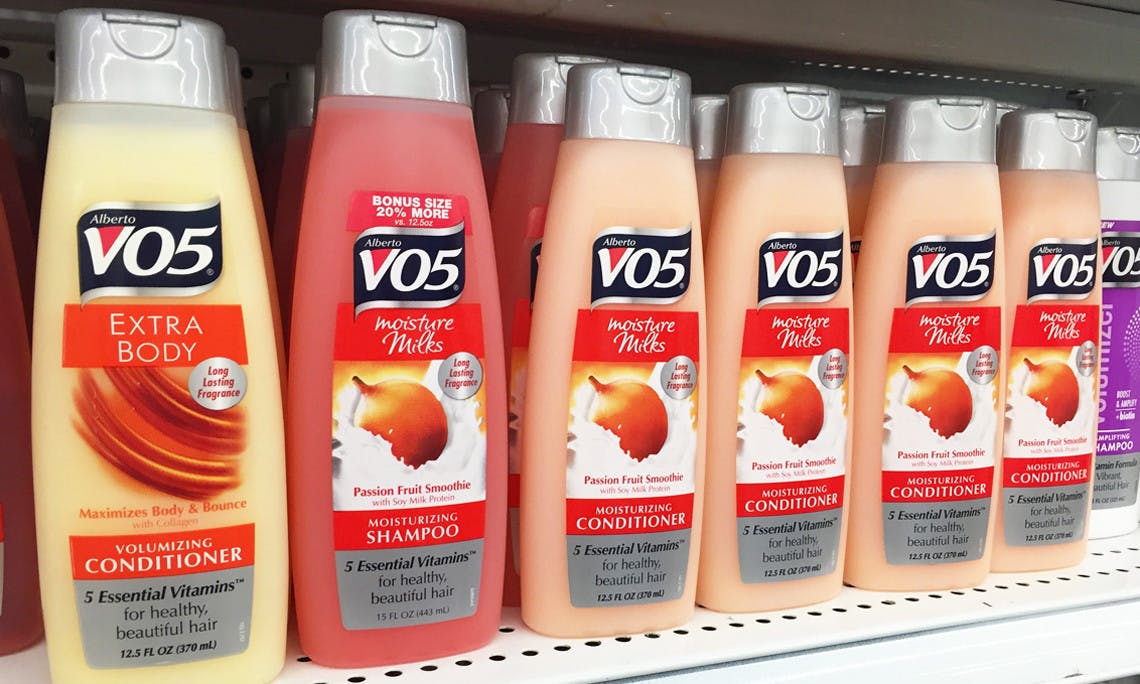 Alberto
VO5
EXTRA
BODY
Long
Lasting
Fragrance
Maximizes Body & Bounce
with Collagen
VOLUMIZING
CONDITIONER
5 Essential Vitamins™
for healthy,
beautiful hair
12.5 FL OZ (370 mL)
BONUS SIZE
20% MORE
vs. 12.5oz
Alberto
VO5
moisture
Milks
Long
Lasting
Fragrance
Passion Fruit Smoothie
with Soy Milk Protein
MOISTURIZING
SHAMPOO
5 Essential Vitamins™
for healthy,
beautiful hair
15 FL OZ (443 mL)
Alberto
VO5
moisture
Milks
Long
Lasting
Fragrance
Passion Fruit Smoothie
with Soy Milk Protein
MOISTURIZING
CONDITIONER
5 Essential Vitamins™
for healthy,
beautiful hair
12.5 FL OZ (370 mL)
Alberto
VO5
moisture
Milks
Long
Lasting
Fragrance
Passion Fruit Smoothie
with Soy Milk Protein
MOISTURIZING
CONDITIONER
5 Essential Vitamins™
for healthy,
beautiful hair
12.5 FL OZ (370 mL)
Alberto
VO5
moisture
Milks
Long
Lasting
Fragrance
Passion Fruit Smoothie
with Soy Milk Protein
MOISTURIZING
CONDITIONER
5 Essential Vitamins™
for healthy,
beautiful hair
12.5 FL OZ (370 mL)
Alberto
VO5
moisture
Milks
Long
Lasting
Fragrance
Passion Fruit Smoothie
with Soy Milk Protein
MOISTURIZING
CONDITIONER
5 Essential Vitamins™
for healthy,
beautiful hair
12.5 FL OZ (370 mL)
NEW
VO5
BOOST
& AMPLIFY
+ biotin